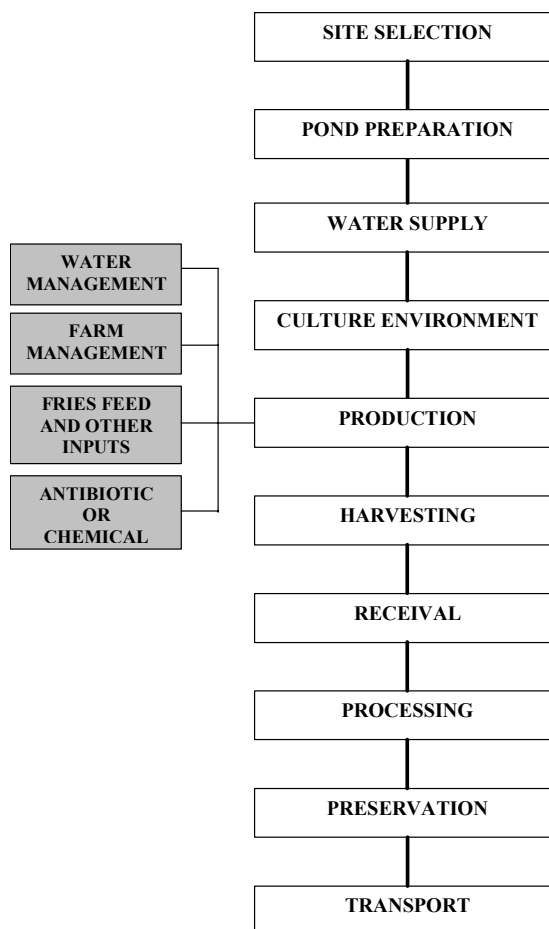 SITE SELECTION
POND PREPARATION
WATER SUPPLY
CULTURE ENVIRONMENT
PRODUCTION
HARVESTING
RECEIVAL
PROCESSING
PRESERVATION
TRANSPORT
WATER
MANAGEMENT
FARM
MANAGEMENT
FRIES FEED
AND OTHER
INPUTS
ANTIBIOTIC
OR
CHEMICAL